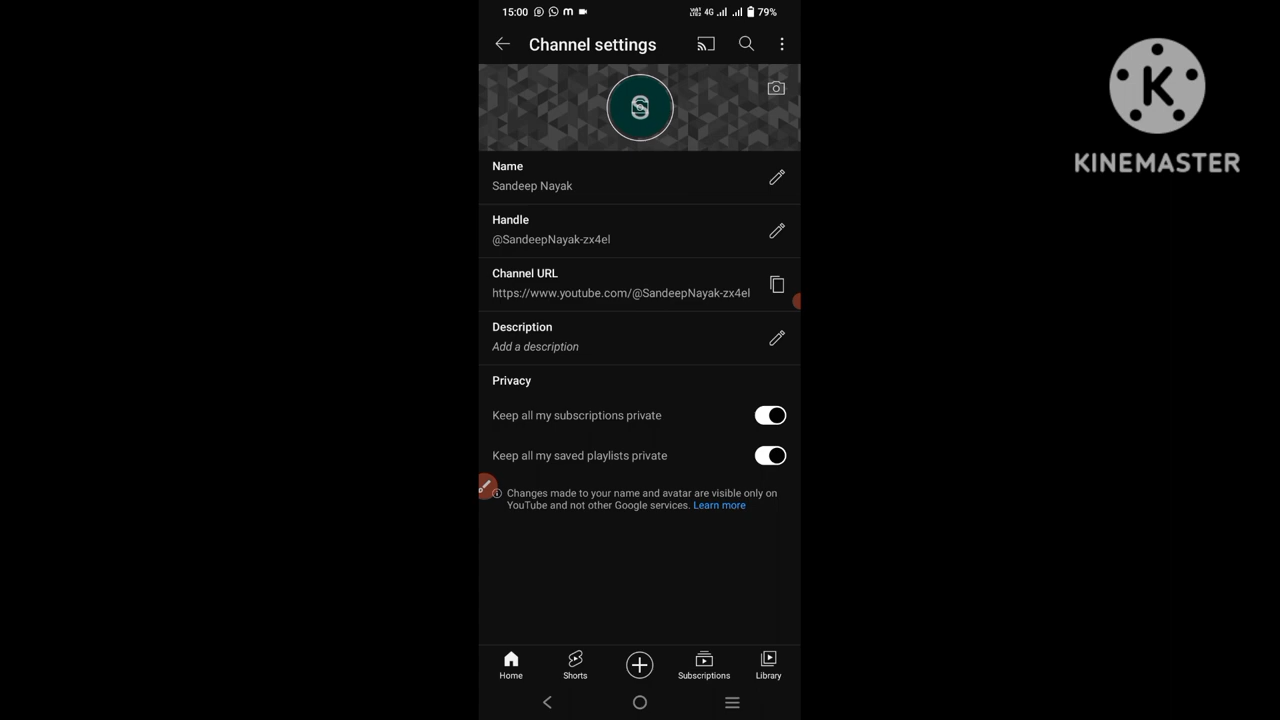 15:00
4G
79%
Channel settings
S
K
KINEMASTER
Name
Sandeep Nayak
Handle
@SandeepNayak-zx4el
Channel URL
https://www.youtube.com/@SandeepNayak-zx4el
Description
Add a description
Privacy
Keep all my subscriptions private
Keep all my saved playlists private
Changes made to your name and avatar are visible only on
YouTube and not other Google services. Learn more
Home
Shorts
Subscriptions
Library